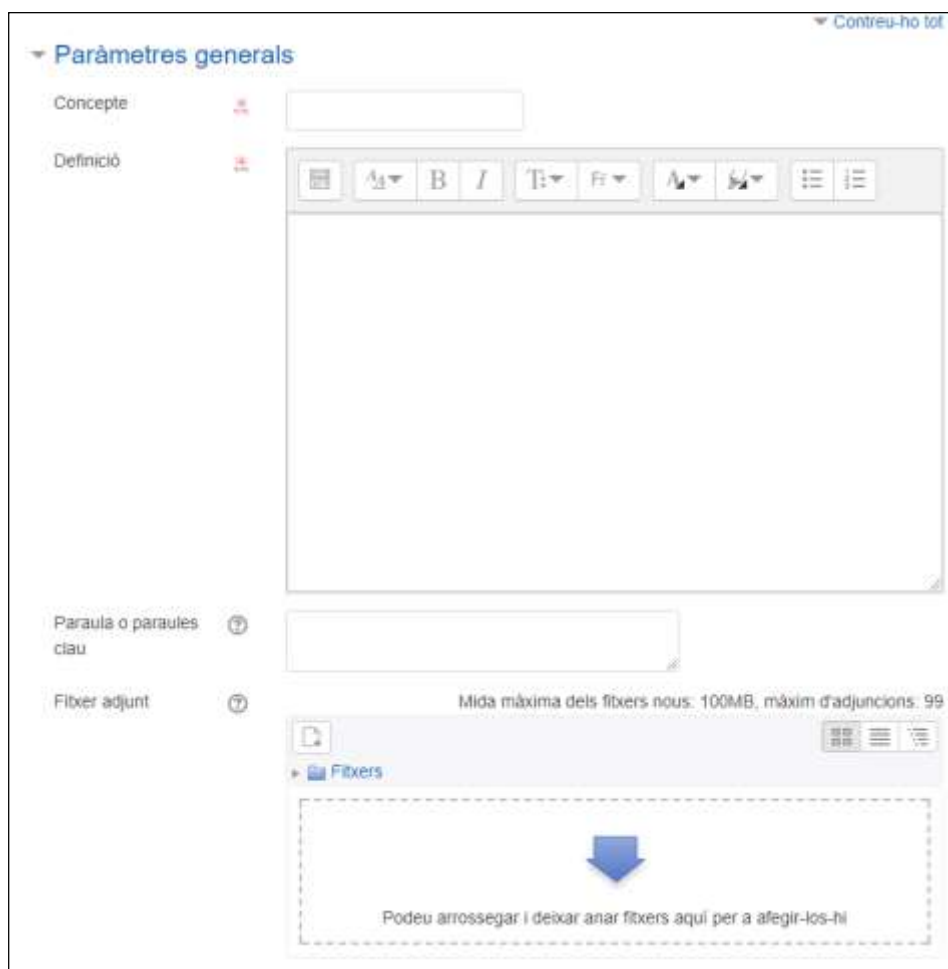 Contreu-ho tot
Paràmetres generals
Concepte
Definició
B I
Paraula o paraules
clau
Fitxer adjunt
Mida màxima dels fitxers nous: 100MB, màxim d'adjuncions: 99
Fitxers
Podeu arrossegar i deixar anar fitxers aquí per a afegir-los-hi